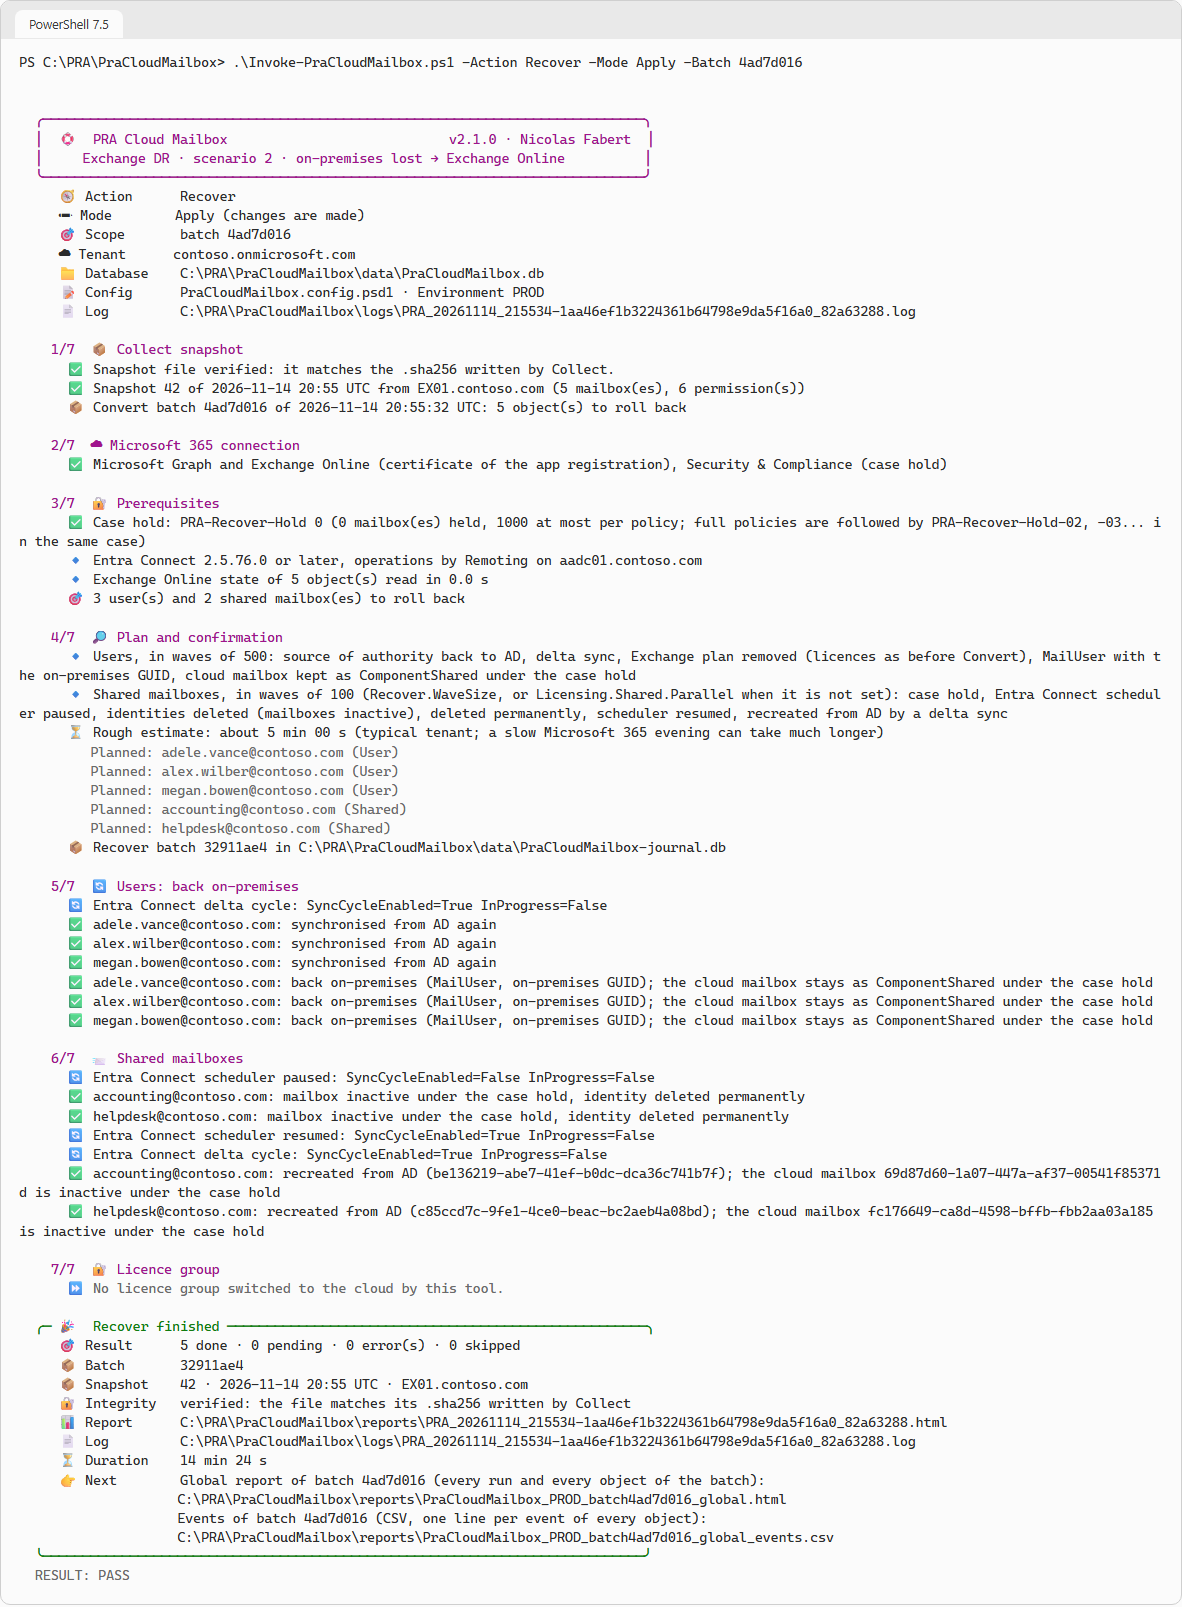 PowerShell 7.5
PS C:\PRA\PraCloudMailbox> .\Invoke-PraCloudMailbox.ps1 -Action Recover -Mode Apply -Batch 4ad7d016
PRA Cloud Mailbox v2.1.0 · Nicolas Fabert
Exchange DR · scenario 2 · on-premises lost → Exchange Online
Action Recover
Mode Apply (changes are made)
Scope batch 4ad7d016
Tenant contoso.onmicrosoft.com
Database C:\PRA\PraCloudMailbox\data\PraCloudMailbox.db
Config PraCloudMailbox.config.psd1 · Environment PROD
Log C:\PRA\PraCloudMailbox\logs\PRA_20261114_215534-1aa46ef1b3224361b64798e9da5f16a0_82a63288.log
1/7 Collect snapshot
Snapshot file verified: it matches the .sha256 written by Collect.
Snapshot 42 of 2026-11-14 20:55 UTC from EX01.contoso.com (5 mailbox(es), 6 permission(s))
Convert batch 4ad7d016 of 2026-11-14 20:55:32 UTC: 5 object(s) to roll back
2/7 Microsoft 365 connection
Microsoft Graph and Exchange Online (certificate of the app registration), Security & Compliance (case hold)
3/7 Prerequisites
Case hold: PRA-Recover-Hold 0 (0 mailbox(es) held, 1000 at most per policy; full policies are followed by PRA-Recover-Hold-02, -03... i
n the same case)
Entra Connect 2.5.76.0 or later, operations by Remoting on aadc01.contoso.com
Exchange Online state of 5 object(s) read in 0.0 s
3 user(s) and 2 shared mailbox(es) to roll back
4/7 Plan and confirmation
Users, in waves of 500: source of authority back to AD, delta sync, Exchange plan removed (licences as before Convert), MailUser with t
he on-premises GUID, cloud mailbox kept as ComponentShared under the case hold
Shared mailboxes, in waves of 100 (Recover.WaveSize, or Licensing.Shared.Parallel when it is not set): case hold, Entra Connect schedul
er paused, identities deleted (mailboxes inactive), deleted permanently, scheduler resumed, recreated from AD by a delta sync
Rough estimate: about 5 min 00 s (typical tenant; a slow Microsoft 365 evening can take much longer)
Planned: adele.vance@contoso.com (User)
Planned: alex.wilber@contoso.com (User)
Planned: megan.bowen@contoso.com (User)
Planned: accounting@contoso.com (Shared)
Planned: helpdesk@contoso.com (Shared)
Recover batch 32911ae4 in C:\PRA\PraCloudMailbox\data\PraCloudMailbox-journal.db
5/7 Users: back on-premises
Entra Connect delta cycle: SyncCycleEnabled=True InProgress=False
adele.vance@contoso.com: synchronised from AD again
alex.wilber@contoso.com: synchronised from AD again
megan.bowen@contoso.com: synchronised from AD again
adele.vance@contoso.com: back on-premises (MailUser, on-premises GUID); the cloud mailbox stays as ComponentShared under the case hold
alex.wilber@contoso.com: back on-premises (MailUser, on-premises GUID); the cloud mailbox stays as ComponentShared under the case hold
megan.bowen@contoso.com: back on-premises (MailUser, on-premises GUID); the cloud mailbox stays as ComponentShared under the case hold
6/7 Shared mailboxes
Entra Connect scheduler paused: SyncCycleEnabled=False InProgress=False
accounting@contoso.com: mailbox inactive under the case hold, identity deleted permanently
helpdesk@contoso.com: mailbox inactive under the case hold, identity deleted permanently
Entra Connect scheduler resumed: SyncCycleEnabled=True InProgress=False
Entra Connect delta cycle: SyncCycleEnabled=True InProgress=False
accounting@contoso.com: recreated from AD (be136219-abe7-41ef-b0dc-dca36c741b7f); the cloud mailbox 69d87d60-1a07-447a-af37-00541f85371
d is inactive under the case hold
helpdesk@contoso.com: recreated from AD (c85ccd7c-9fe1-4ce0-beac-bc2aeb4a08bd); the cloud mailbox fc176649-ca8d-4598-bffb-fbb2aa03a185
is inactive under the case hold
7/7 Licence group
No licence group switched to the cloud by this tool.
Recover finished
Result 5 done · 0 pending · 0 error(s) · 0 skipped
Batch 32911ae4
Snapshot 42 · 2026-11-14 20:55 UTC · EX01.contoso.com
Integrity verified: the file matches its .sha256 written by Collect
Report C:\PRA\PraCloudMailbox\reports\PRA_20261114_215534-1aa46ef1b3224361b64798e9da5f16a0_82a63288.html
Log C:\PRA\PraCloudMailbox\logs\PRA_20261114_215534-1aa46ef1b3224361b64798e9da5f16a0_82a63288.log
Duration 14 min 24 s
Next Global report of batch 4ad7d016 (every run and every object of the batch):
C:\PRA\PraCloudMailbox\reports\PraCloudMailbox_PROD_batch4ad7d016_global.html
Events of batch 4ad7d016 (CSV, one line per event of every object):
C:\PRA\PraCloudMailbox\reports\PraCloudMailbox_PROD_batch4ad7d016_global_events.csv
RESULT: PASS